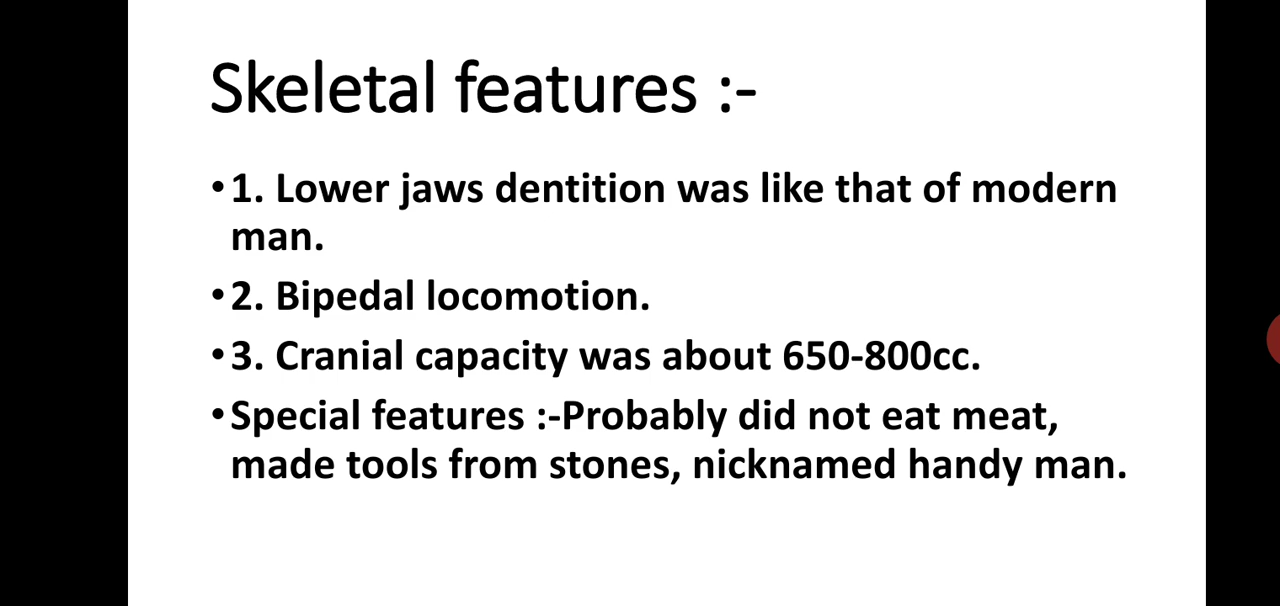 Skeletal features :-
•1. Lower jaws dentition was like that of modern
man.
•2. Bipedal locomotion.
•3. Cranial capacity was about 650-800cc.
•Special features :-Probably did not eat meat,
made tools from stones, nicknamed handy man.